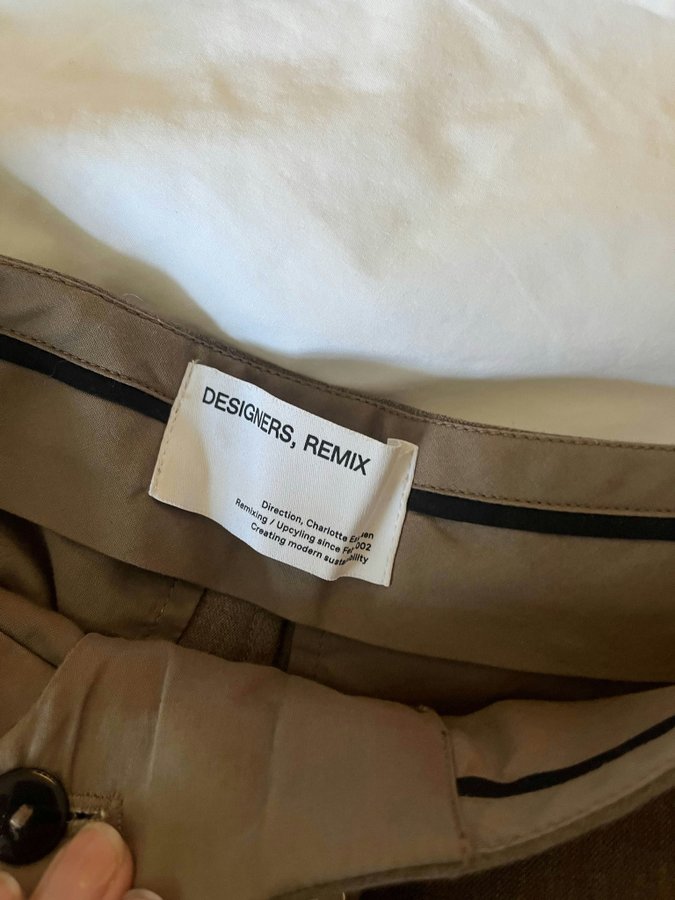 DESIGNERS, REMIX
Direction, Charlotte
Remixing / Upcyling since
Creating modern